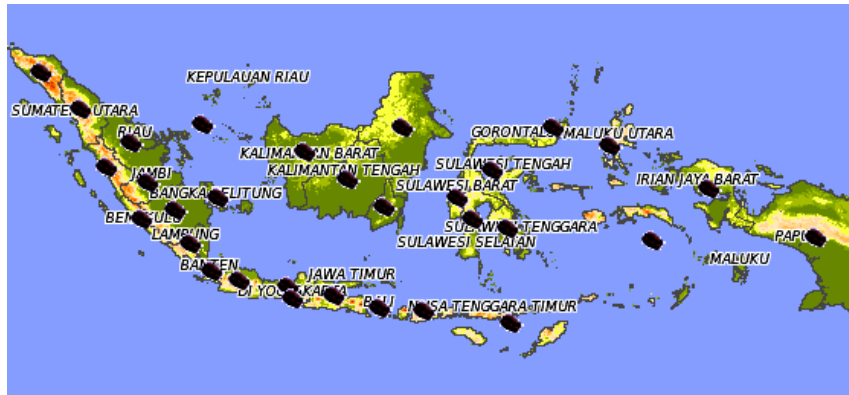 KEPULAUAN RIAU
SUMATERA UTARA
RIAU
GORONTALO
MALUKU UTARA
KALIMANTAN BARAT
JAMBI
KALIMANTAN TENGAH
SULAWESI TENGAH
BANGKA BELITUNG
SULAWESI BARAT
IRIAN JAYA BARAT
BENGKULU
LAMPUNG
SULAWESI TENGGARA
SULAWESI SELATAN
PAPUA
BANTEN
JAWA TIMUR
MALUKU
DI YOGYAKARTA
BALI
NUSA TENGGARA TIMUR